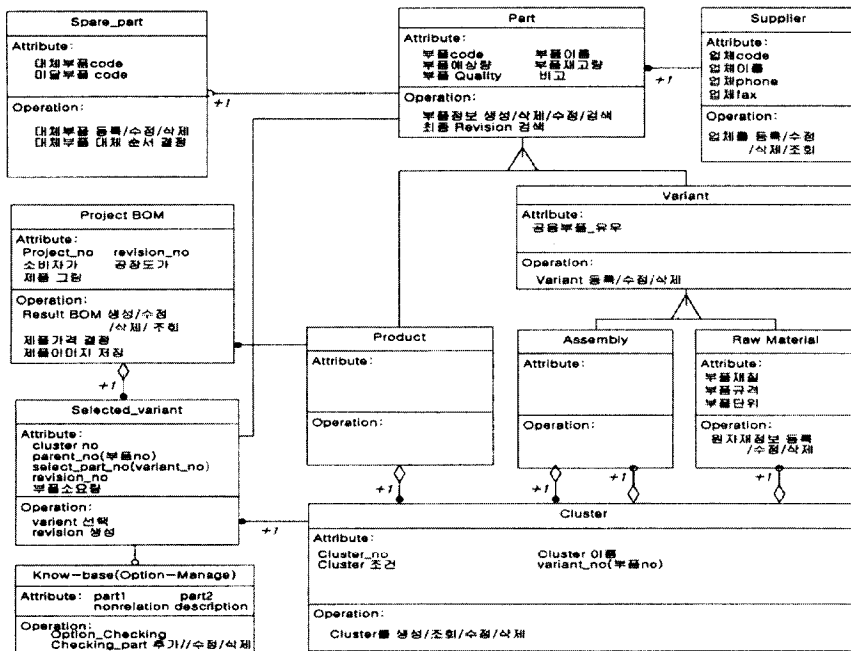 Spare_part
Attribute:
대체부품code
미달부품 code
Operation:
대체부품 등록/수정/삭제
대체부품 대체 순서 결정
+1
Part
Attribute:
부품code 부품이름
부품예상량 부품재고량
부품 Quality 비고
Operation:
부품정보 생성/삭제/수정/검색
최종 Revision 검색
+1
Supplier
Attribute:
업체code
업체이름
업체phone
업체fax
Operation:
업체를 등록/수정
/삭제/조회
Project BOM
Attribute:
Project_no revision_no
소비자가 공장도가
제품 그림
Operation:
Result BOM 생성/수정
/삭제/ 조회
제품가격 결정
제품이미지 저장
+1
Variant
Attribute:
공용부품_유무
Operation:
Variant 등록/수정/삭제
Product
Attribute:
Operation:
+1
Assembly
Attribute:
Operation:
+1
+1
Raw Material
Attribute:
부품재질
부품규격
부품단위
Operation:
원자재정보 등록
/수정/삭제
+1
Selected_variant
Attribute:
cluster no
parent_no(부품no)
select_part_no(variant_no)
revision_no
부품소요량
Operation:
varient 선택
revision 생성
+1
Cluster
Attribute:
Cluster_no Cluster 이름
Cluster 조건 variant_no(부품no)
Operation:
Cluster를 생성/조회/수정/삭제
Know-base(Option-Manage)
Attribute: part1 part2
nonrelation description
Operation:
Option_Checking
Checking_part 추가//수정/삭제